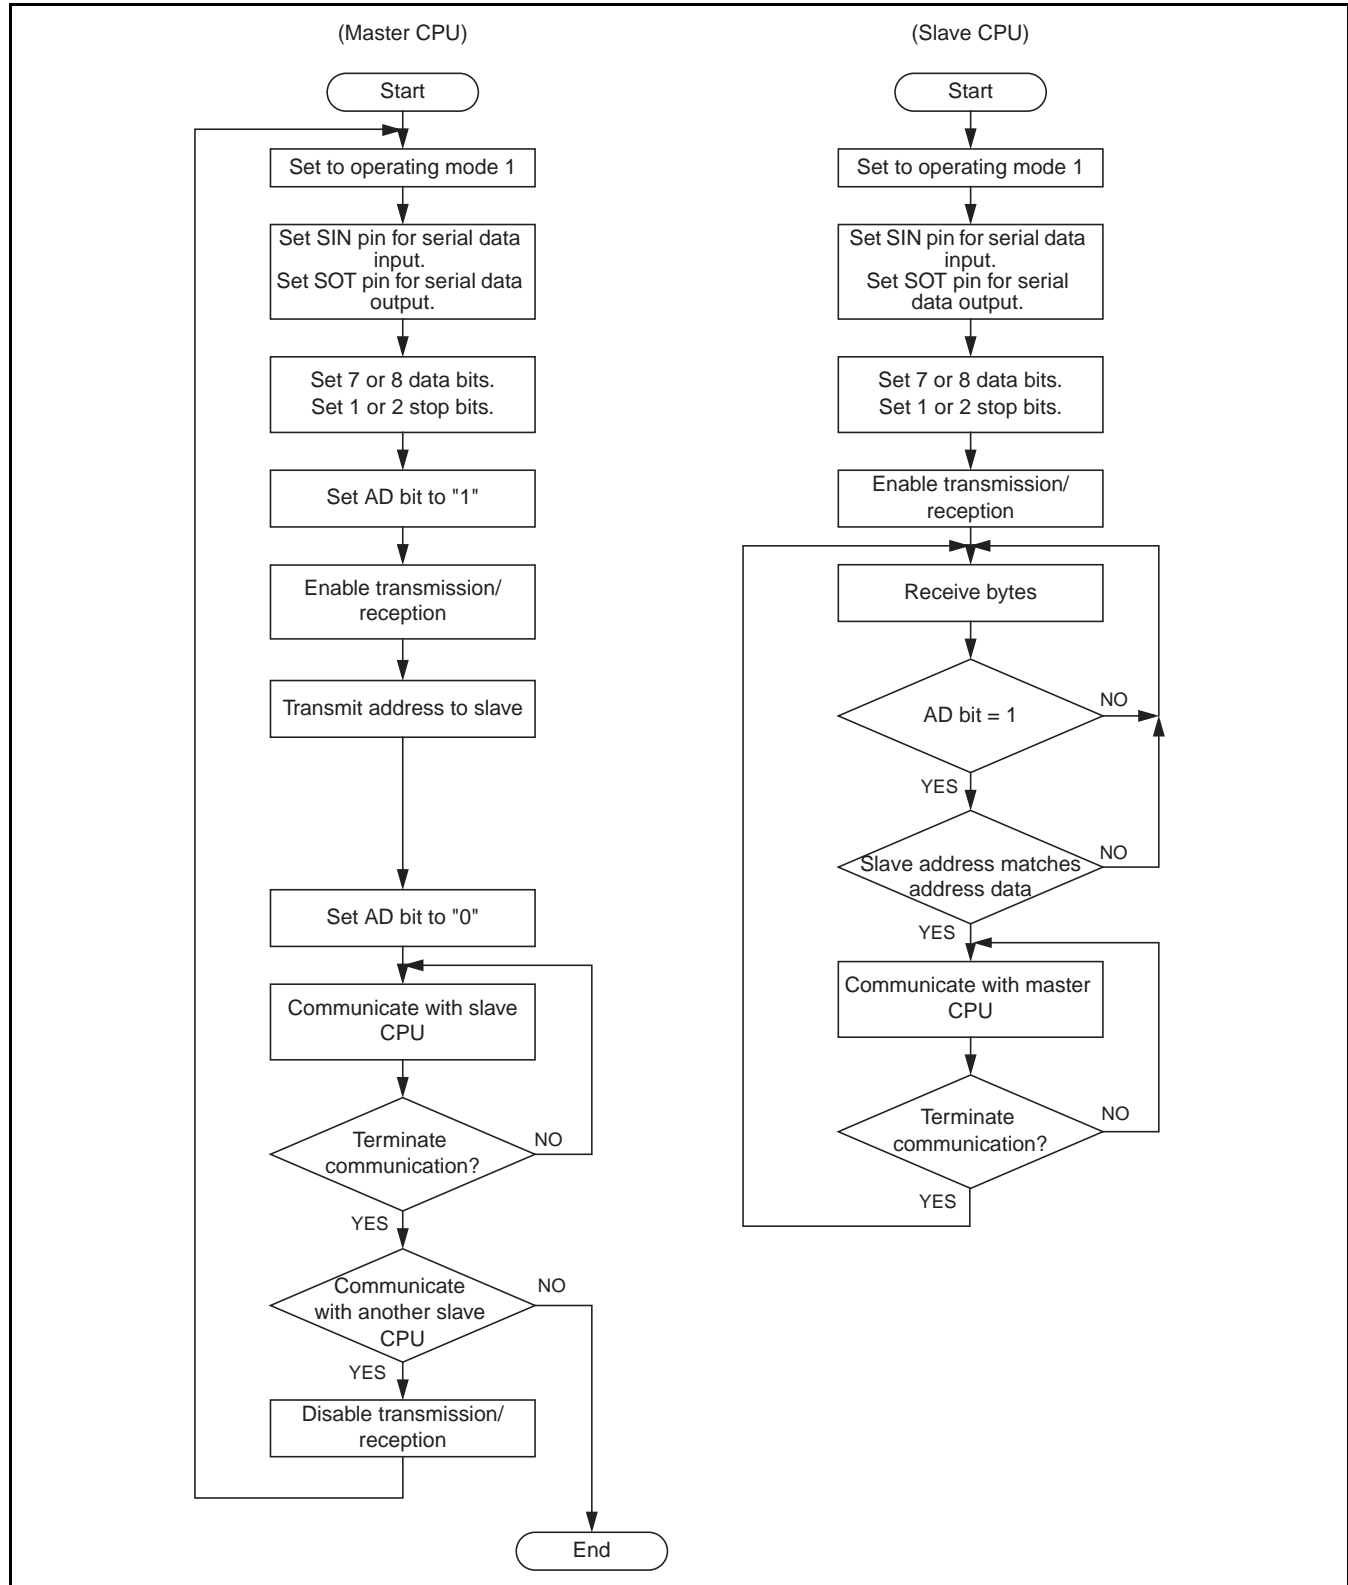 (Master CPU)
Start
Set to operating mode 1
Set SIN pin for serial data
input.
Set SOT pin for serial data
output.
Set 7 or 8 data bits.
Set 1 or 2 stop bits.
Set AD bit to "1"
Enable transmission/
reception
Transmit address to slave
Set AD bit to "0"
Communicate with slave
CPU
Terminate
communication?
NO
YES
Communicate
with another slave
CPU
NO
YES
Disable transmission/
reception
End
(Slave CPU)
Start
Set to operating mode 1
Set SIN pin for serial data
input.
Set SOT pin for serial
data output.
Set 7 or 8 data bits.
Set 1 or 2 stop bits.
Enable transmission/
reception
Receive bytes
AD bit = 1
NO
YES
Slave address matches
address data
NO
YES
Communicate with master
CPU
Terminate
communication?
NO
YES